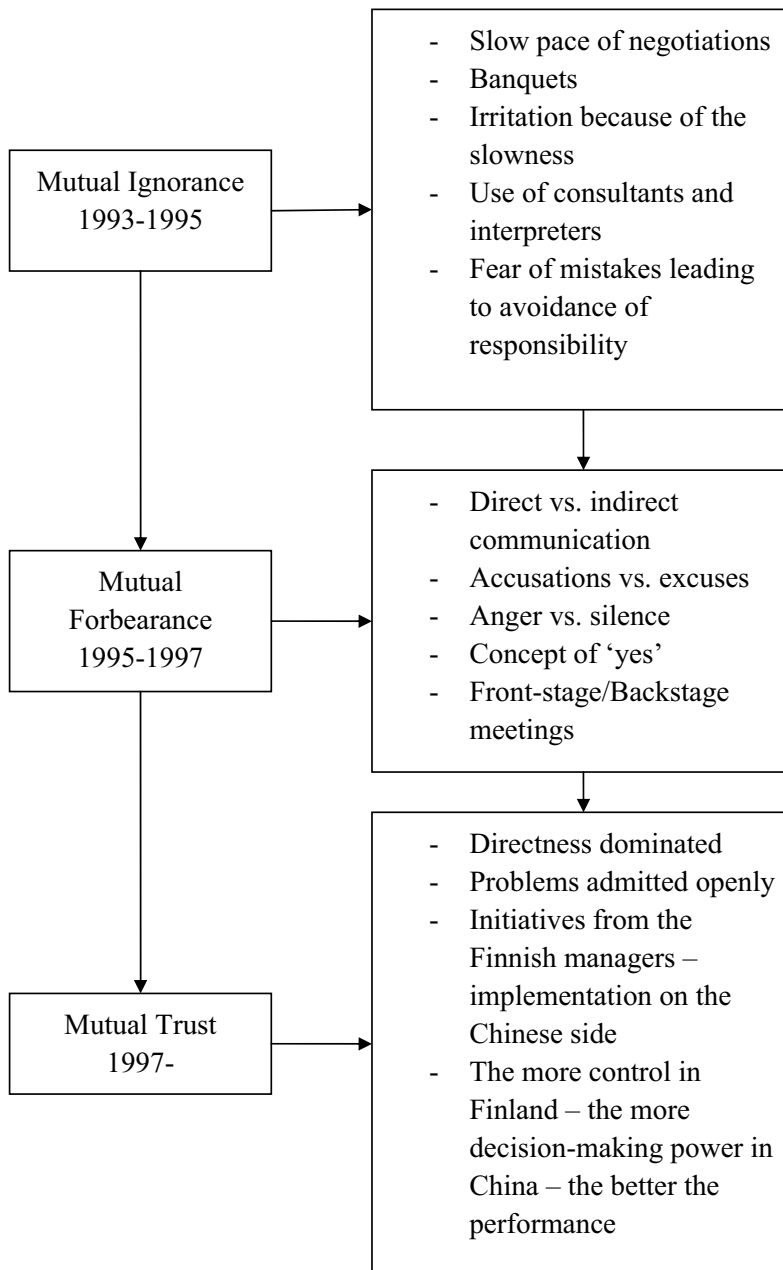 Mutual Ignorance
1993-1995
- Slow pace of negotiations
- Banquets
- Irritation because of the
slowness
- Use of consultants and
interpreters
- Fear of mistakes leading
to avoidance of
responsibility
Mutual
Forbearance
1995-1997
- Direct vs. indirect
communication
- Accusations vs. excuses
- Anger vs. silence
- Concept of ‘yes’
- Front-stage/Backstage
meetings
Mutual Trust
1997-
- Directness dominated
- Problems admitted openly
- Initiatives from the
Finnish managers –
implementation on the
Chinese side
- The more control in
Finland – the more
decision-making power in
China – the better the
performance